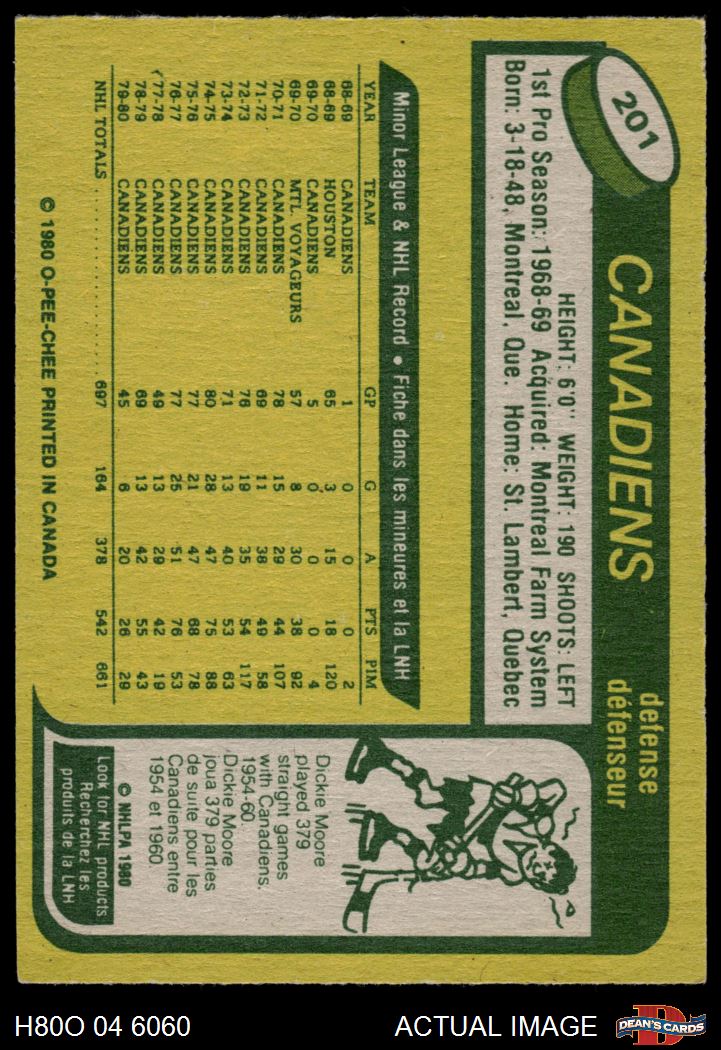 201
CANADIENS
defense
défenseur
HEIGHT: 6'0" WEIGHT: 190 SHOOTS: LEFT
1st Pro Season: 1968-69 Acquired: Montreal Farm System
Born: 3-18-48, Montreal, Que. Home: St. Lambert, Quebec
Minor League & NHL Record • Fiche dans les mineures et la LNH
YEAR TEAM GP G A PTS PIM
68-69 CANADIENS 1 0 0 0 2
68-69 HOUSTON 65 3 15 18 120
69-70 CANADIENS 5 0 0 0 4
69-70 MTL. VOYAGEURS 57 8 30 38 92
70-71 CANADIENS 78 15 29 44 107
71-72 CANADIENS 69 11 38 49 58
72-73 CANADIENS 76 19 35 54 117
73-74 CANADIENS 71 13 40 53 63
74-75 CANADIENS 80 28 47 75 88
75-76 CANADIENS 77 21 47 68 78
76-77 CANADIENS 77 25 51 76 53
77-78 CANADIENS 49 13 29 42 19
78-79 CANADIENS 69 13 42 55 43
79-80 CANADIENS 45 6 20 26 29
NHL TOTALS 697 164 378 542 661
© 1980 O-PEE-CHEE PRINTED IN CANADA
Dickie Moore
played 379
straight games
with Canadiens,
1954-60.
Dickie Moore
joua 379 parties
de suite pour les
Canadiens entre
1954 et 1960.
© NHLPA 1980
Look for NHL products
Recherchez les
produits de la LNH
H80O 04 6060
ACTUAL IMAGE
D
DEAN'S CARDS